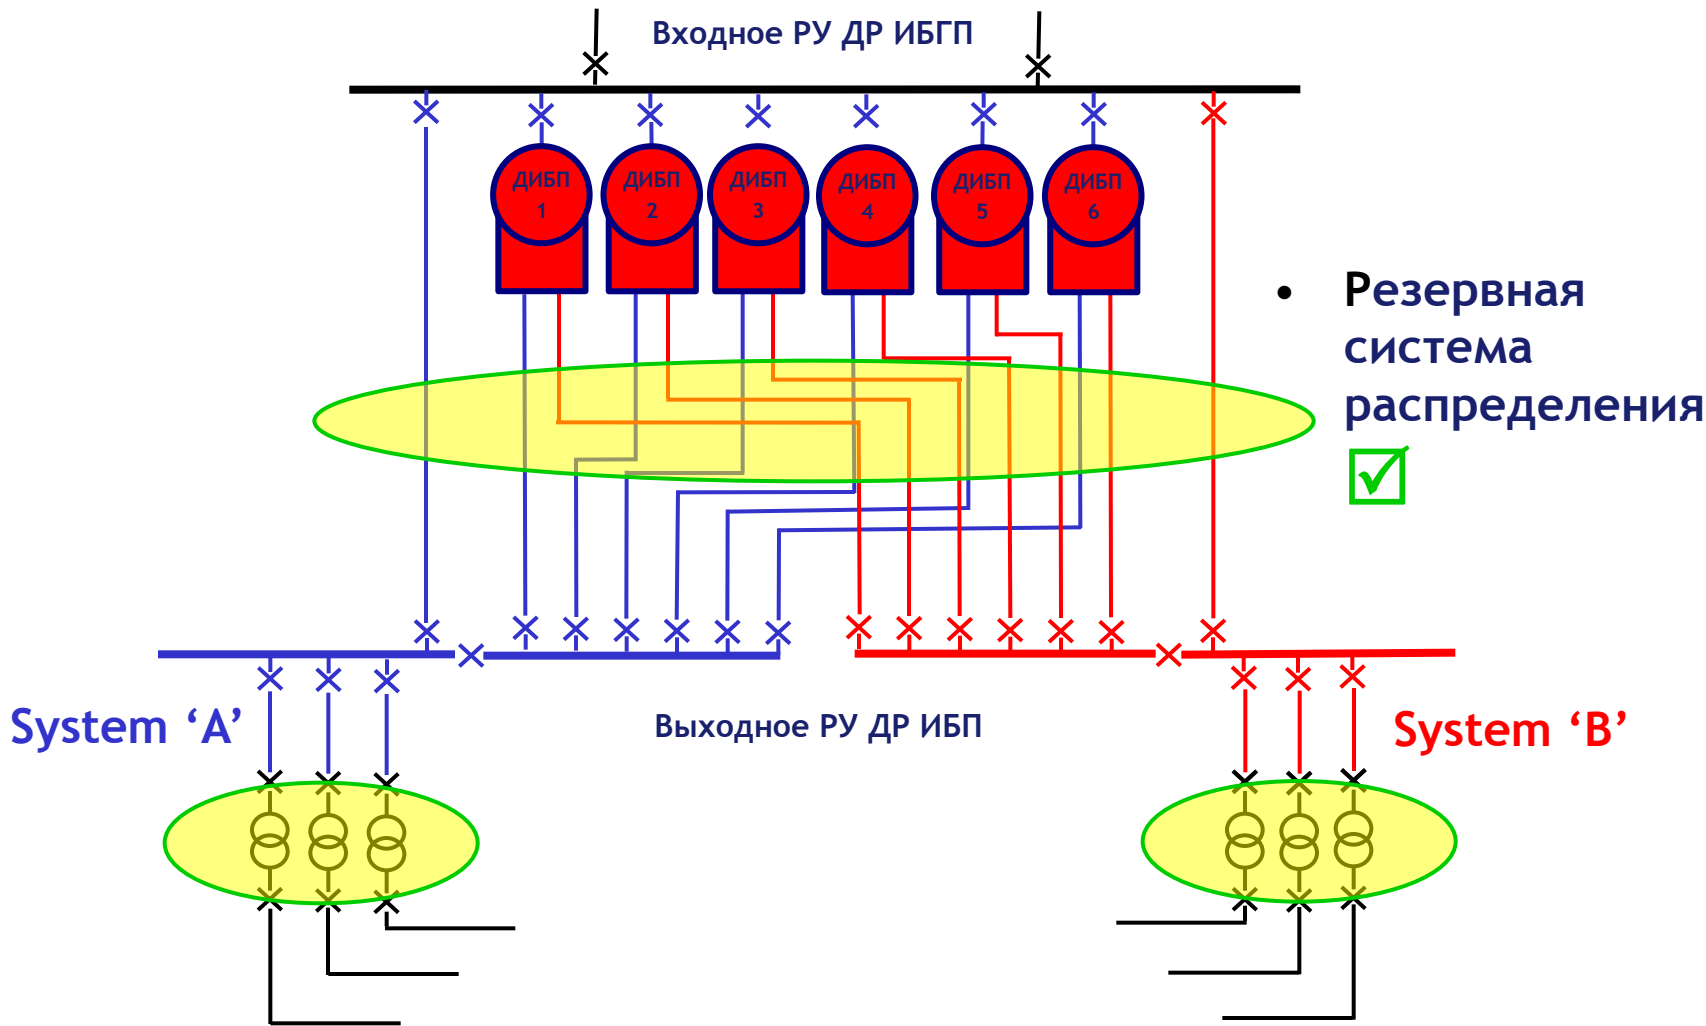 Входное РУ ДР ИБГП
ДИБП
1
ДИБП
2
ДИБП
3
ДИБП
4
ДИБП
5
ДИБП
6
• Резервная
система
распределения
System ‘A’
Выходное РУ ДР ИБП
System ‘B’